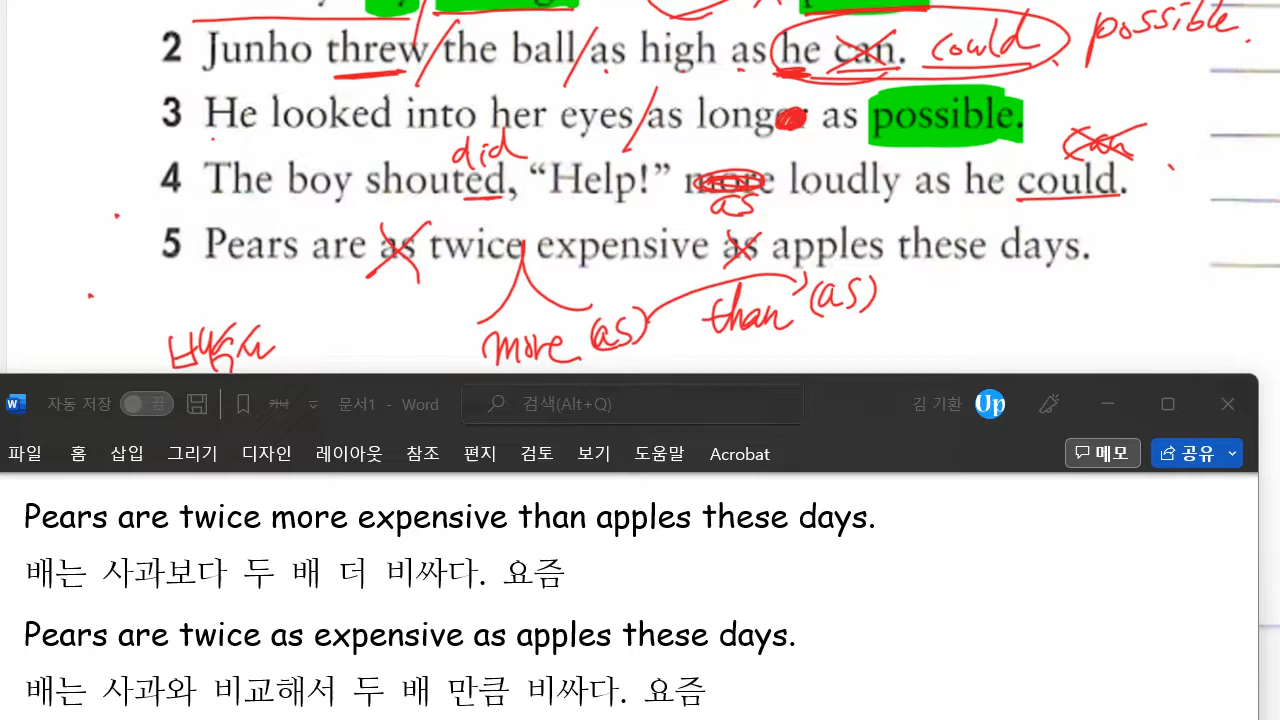 possible.
2 Junho threw the ball as high as he can. could
3 He looked into her eyes as longer as possible.
did can
4 The boy shouted, “Help!” more loudly as he could.
as
5 Pears are as twice expensive as apples these days.
more (as) than (as)
배수사
자동 저장 끔 가 문서1 - Word 검색(Alt+Q) 김 기환 Up
파일 홈 삽입 그리기 디자인 레이아웃 참조 편지 검토 보기 도움말 Acrobat 메모 공유
Pears are twice more expensive than apples these days.
배는 사과보다 두 배 더 비싸다. 요즘
Pears are twice as expensive as apples these days.
배는 사과와 비교해서 두 배 만큼 비싸다. 요즘